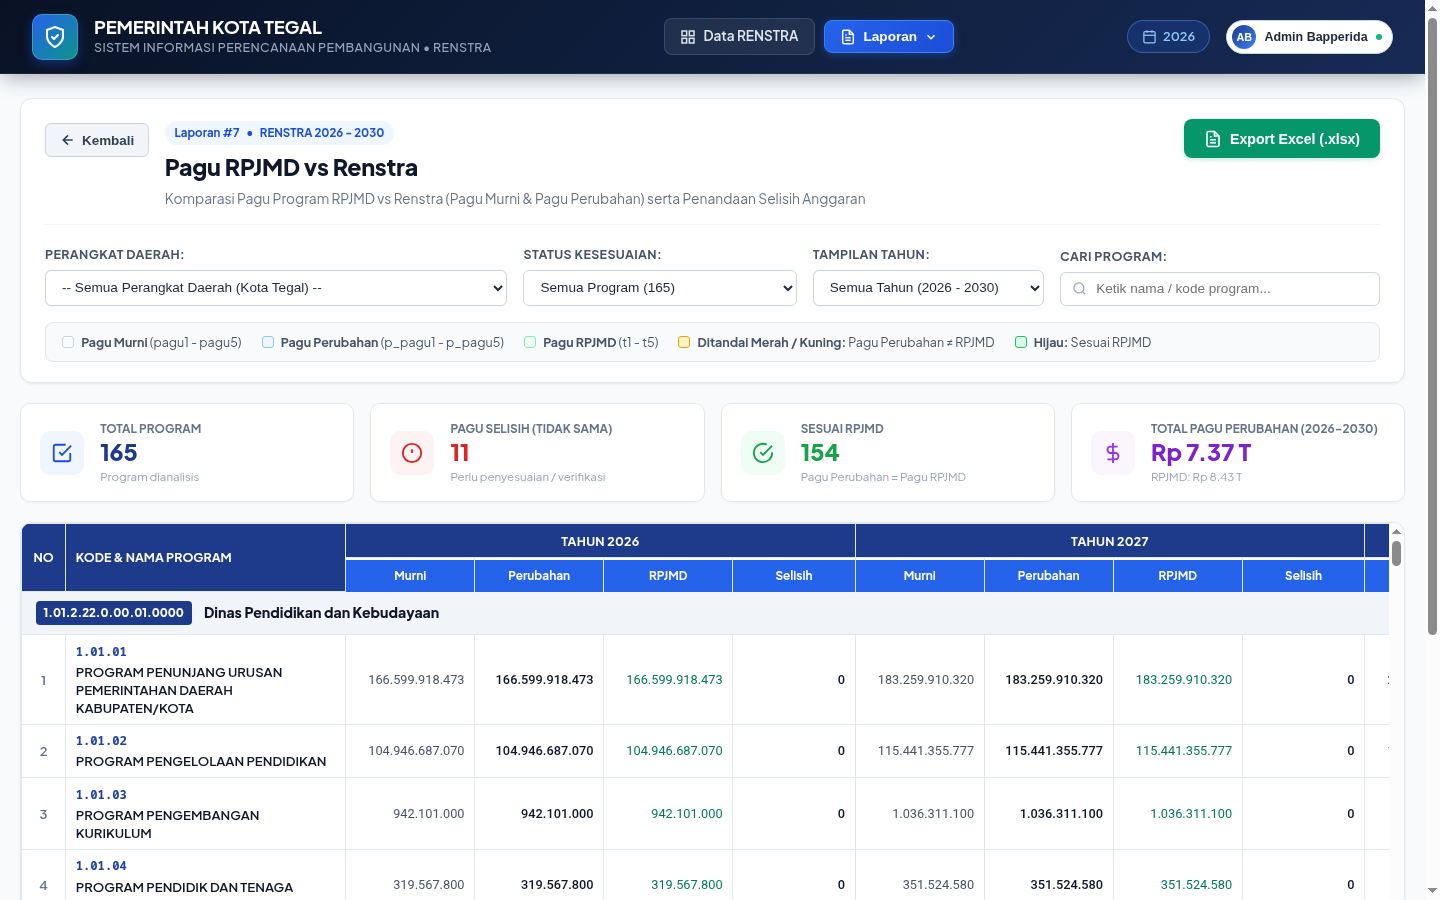 PEMERINTAH KOTA TEGAL
SISTEM INFORMASI PERENCANAAN PEMBANGUNAN • RENSTRA
Data RENSTRA
Laporan
2026
AB
Admin Bapperida
Kembali
Laporan #7 • RENSTRA 2026 - 2030
Pagu RPJMD vs Renstra
Komparasi Pagu Program RPJMD vs Renstra (Pagu Murni & Pagu Perubahan) serta Penandaan Selisih Anggaran
Export Excel (.xlsx)
PERANGKAT DAERAH:
STATUS KESESUAIAN:
TAMPILAN TAHUN:
CARI PROGRAM:
-- Semua Perangkat Daerah (Kota Tegal) --
Semua Program (165)
Semua Tahun (2026 - 2030)
Ketik nama / kode program...
Pagu Murni (pagu1 - pagu5)
Pagu Perubahan (p_pagu1 - p_pagu5)
Pagu RPJMD (t1 - t5)
Ditandai Merah / Kuning: Pagu Perubahan ≠ RPJMD
Hijau: Sesuai RPJMD
TOTAL PROGRAM
165
Program dianalisis
PAGU SELISIH (TIDAK SAMA)
11
Perlu penyesuaian / verifikasi
SESUAI RPJMD
154
Pagu Perubahan = Pagu RPJMD
TOTAL PAGU PERUBAHAN (2026-2030)
Rp 7.37 T
RPJMD: Rp 8.43 T
NO
KODE & NAMA PROGRAM
TAHUN 2026
TAHUN 2027
Murni
Perubahan
RPJMD
Selisih
Murni
Perubahan
RPJMD
Selisih
1.01.2.22.0.00.01.0000
Dinas Pendidikan dan Kebudayaan
1
1.01.01
PROGRAM PENUNJANG URUSAN
PEMERINTAHAN DAERAH
KABUPATEN/KOTA
166.599.918.473
166.599.918.473
166.599.918.473
0
183.259.910.320
183.259.910.320
183.259.910.320
0
2
1.01.02
PROGRAM PENGELOLAAN PENDIDIKAN
104.946.687.070
104.946.687.070
104.946.687.070
0
115.441.355.777
115.441.355.777
115.441.355.777
0
3
1.01.03
PROGRAM PENGEMBANGAN
KURIKULUM
942.101.000
942.101.000
942.101.000
0
1.036.311.100
1.036.311.100
1.036.311.100
0
4
1.01.04
PROGRAM PENDIDIK DAN TENAGA
319.567.800
319.567.800
319.567.800
0
351.524.580
351.524.580
351.524.580
0